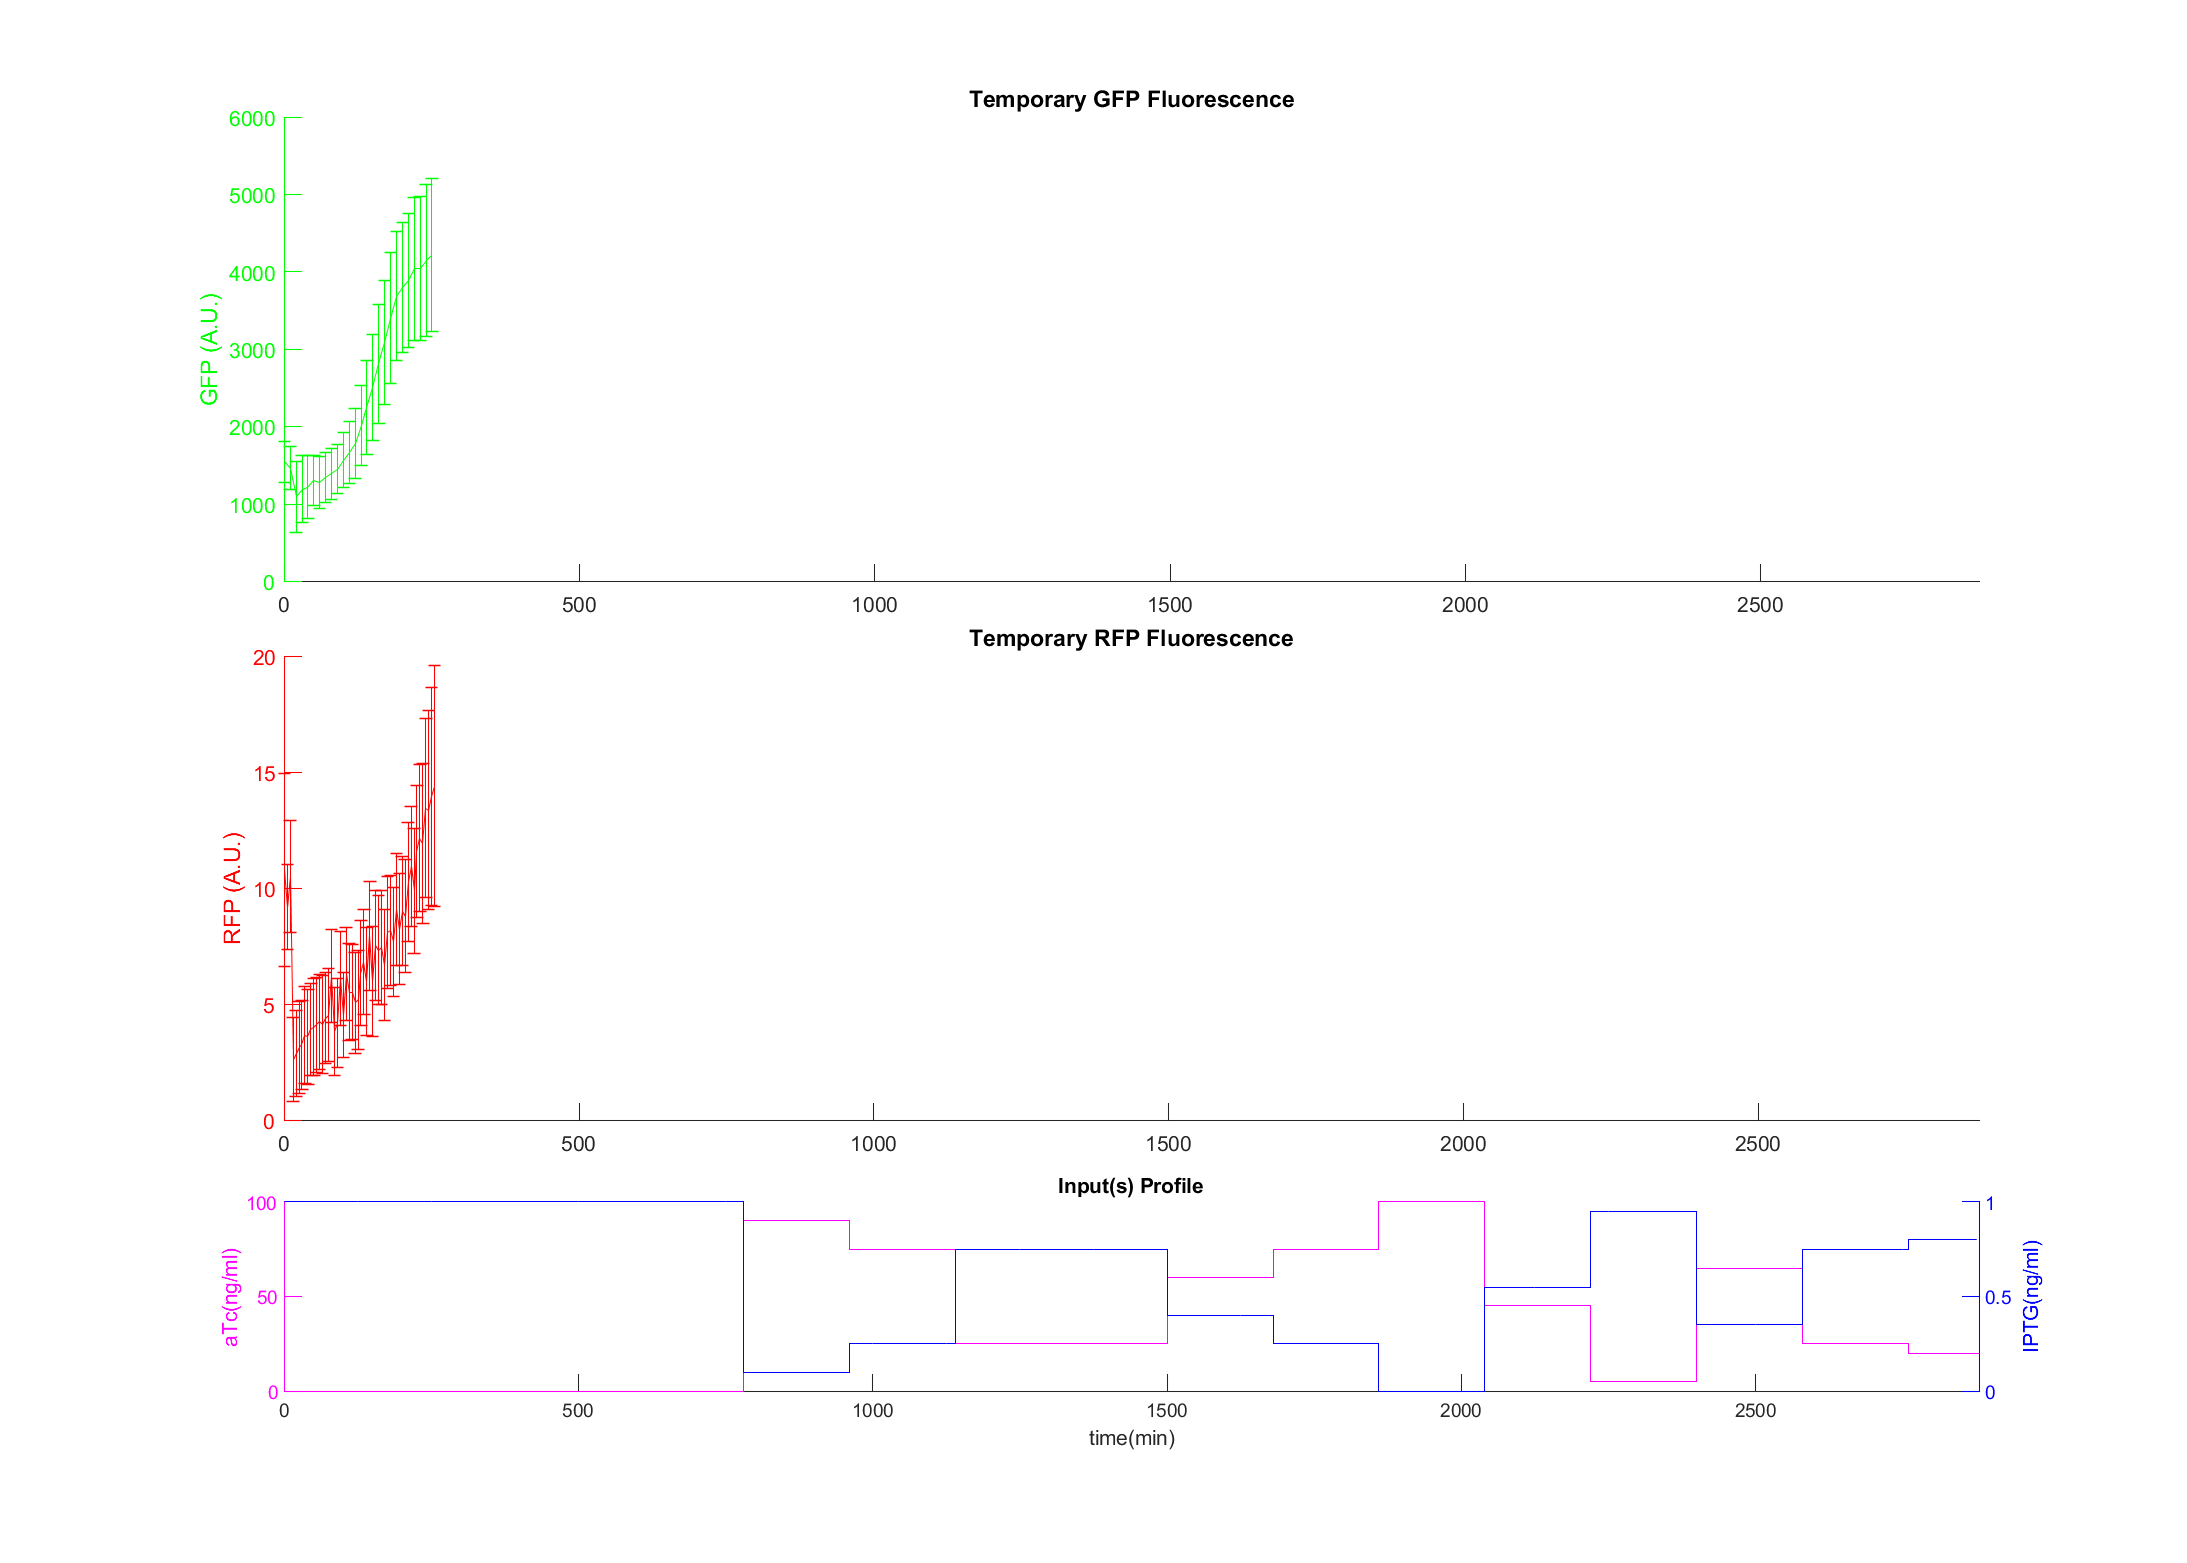 Temporary GFP Fluorescence
6000
5000
4000
3000
2000
1000
0
GFP (A.U.)
0 500 1000 1500 2000 2500
Temporary RFP Fluorescence
20
15
10
5
0
RFP (A.U.)
0 500 1000 1500 2000 2500
Input(s) Profile
100
50
0
aTc(ng/ml)
1
0.5
0
IPTG(ng/ml)
0 500 1000 1500 2000 2500
time(min)